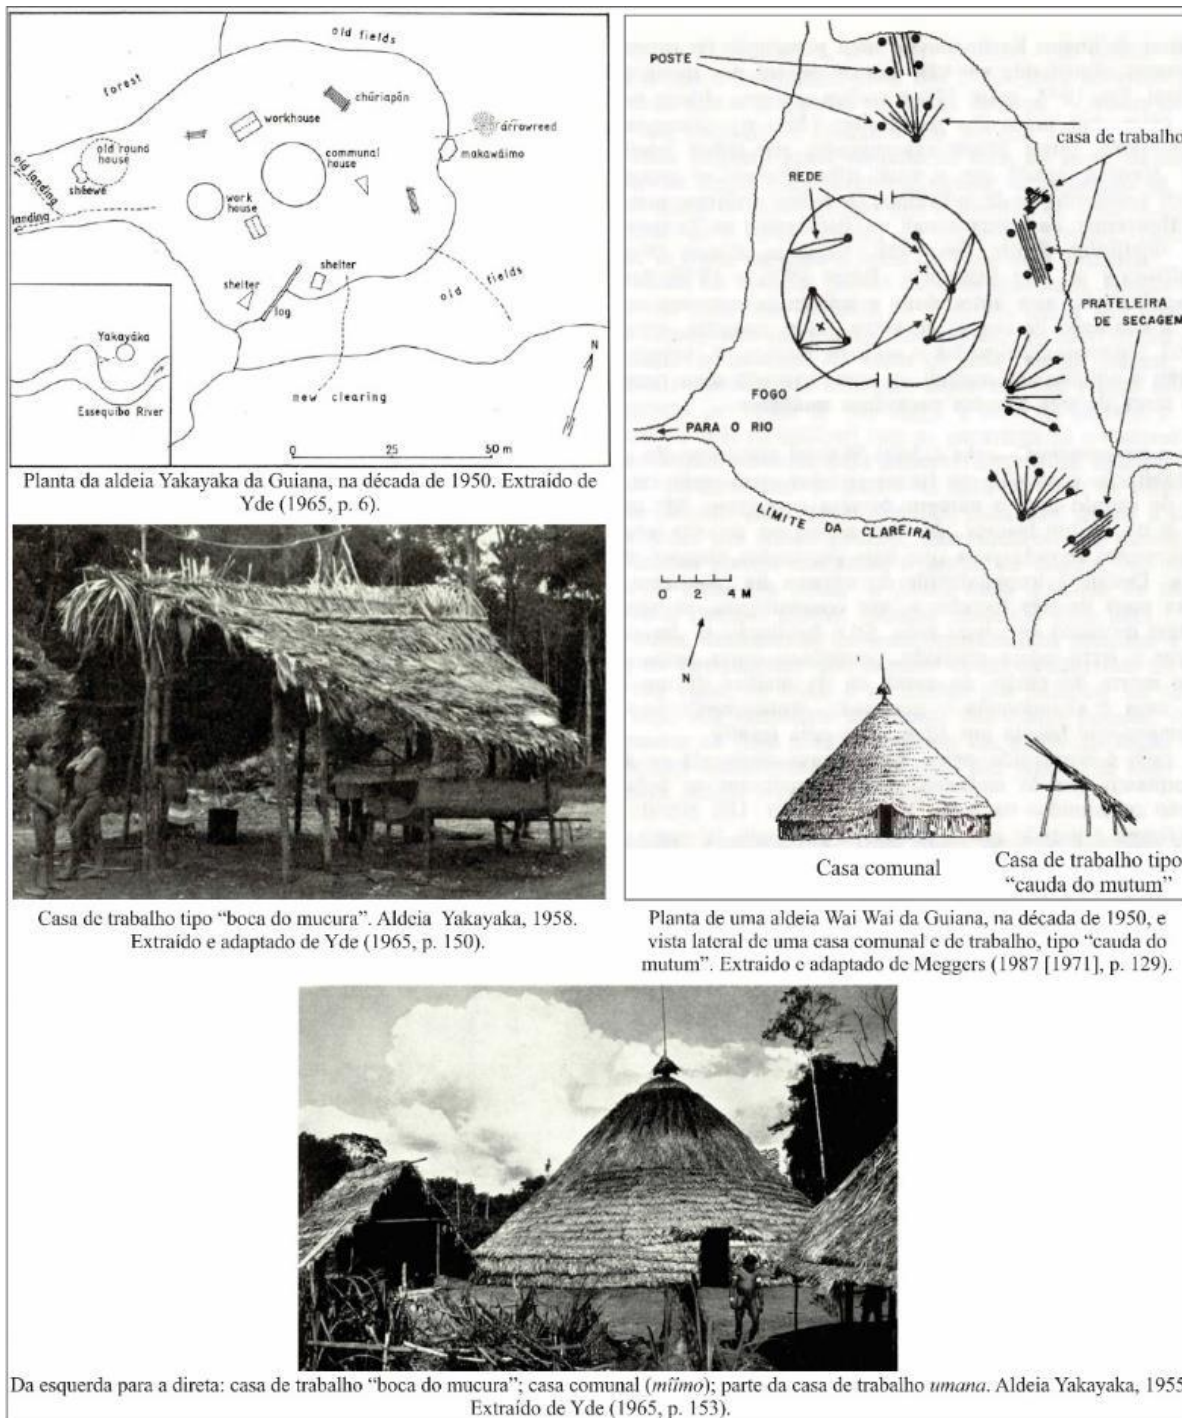 old fields
forest
chūriapōn
workhouse
arrowreed
old round
house
communal
house
makawáimo
old landing
shēewē
landing
work
house
shelter
shelter
old fields
log
Yakayáka
N
Essequibo River
new clearing
0 25 50 m
Planta da aldeia Yakayaka da Guiana, na década de 1950. Extraído de
Yde (1965, p. 6).
Casa de trabalho tipo “boca do mucura”. Aldeia Yakayaka, 1958.
Extraído e adaptado de Yde (1965, p. 150).
POSTE
casa de trabalho
REDE
PRATELEIRA
DE SECAGEM
FOGO
PARA O RIO
LIMITE DA CLAREIRA
0 2 4 M
N
Casa comunal
Casa de trabalho tipo
“cauda do mutum”
Planta de uma aldeia Wai Wai da Guiana, na década de 1950, e
vista lateral de uma casa comunal e de trabalho, tipo “cauda do
mutum”. Extraido e adaptado de Meggers (1987 [1971], p. 129).
Da esquerda para a direta: casa de trabalho “boca do mucura”; casa comunal (míimo); parte da casa de trabalho umana. Aldeia Yakayaka, 1955
Extraído de Yde (1965, p. 153).